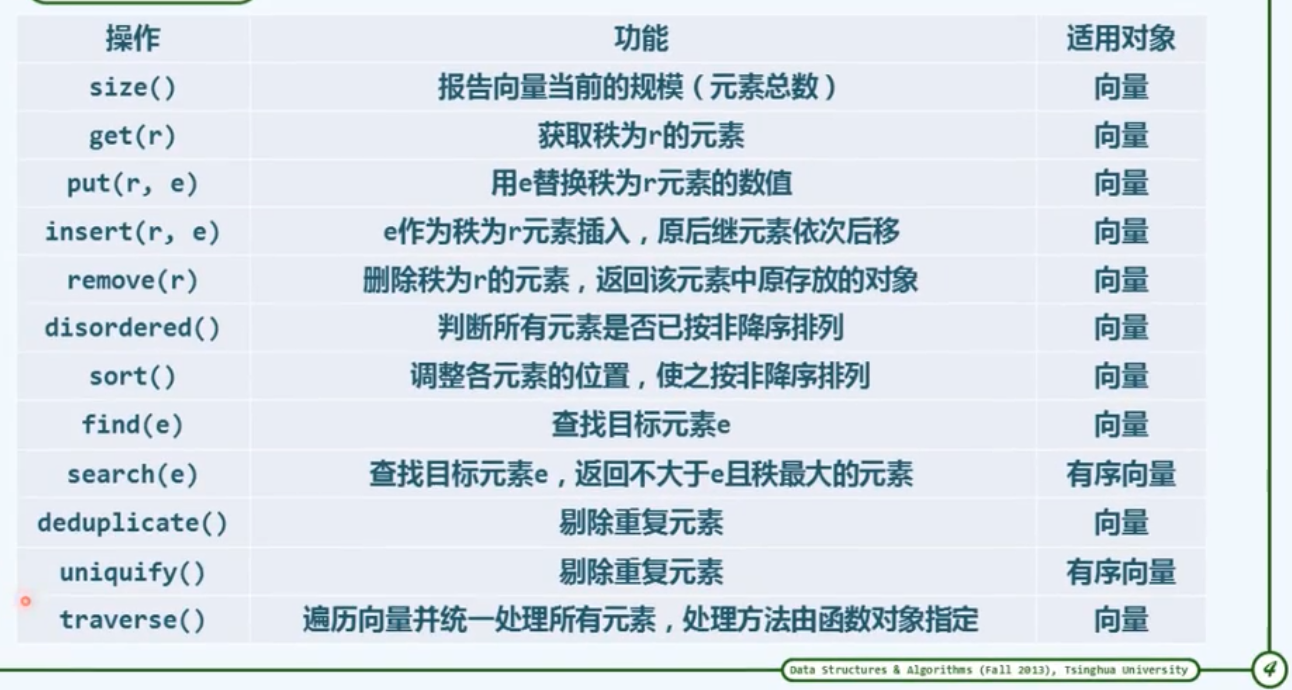 操作 功能 适用对象
size() 报告向量当前的规模（元素总数） 向量
get(r) 获取秩为r的元素 向量
put(r, e) 用e替换秩为r元素的数值 向量
insert(r, e) e作为秩为r元素插入，原后继元素依次后移 向量
remove(r) 删除秩为r的元素，返回该元素中原存放的对象 向量
disordered() 判断所有元素是否已按非降序排列 向量
sort() 调整各元素的位置，使之按非降序排列 向量
find(e) 查找目标元素e 向量
search(e) 查找目标元素e，返回不大于e且秩最大的元素 有序向量
deduplicate() 剔除重复元素 向量
uniquify() 剔除重复元素 有序向量
traverse() 遍历向量并统一处理所有元素，处理方法由函数对象指定 向量
Data Structures & Algorithms (Fall 2013), Tsinghua University 4